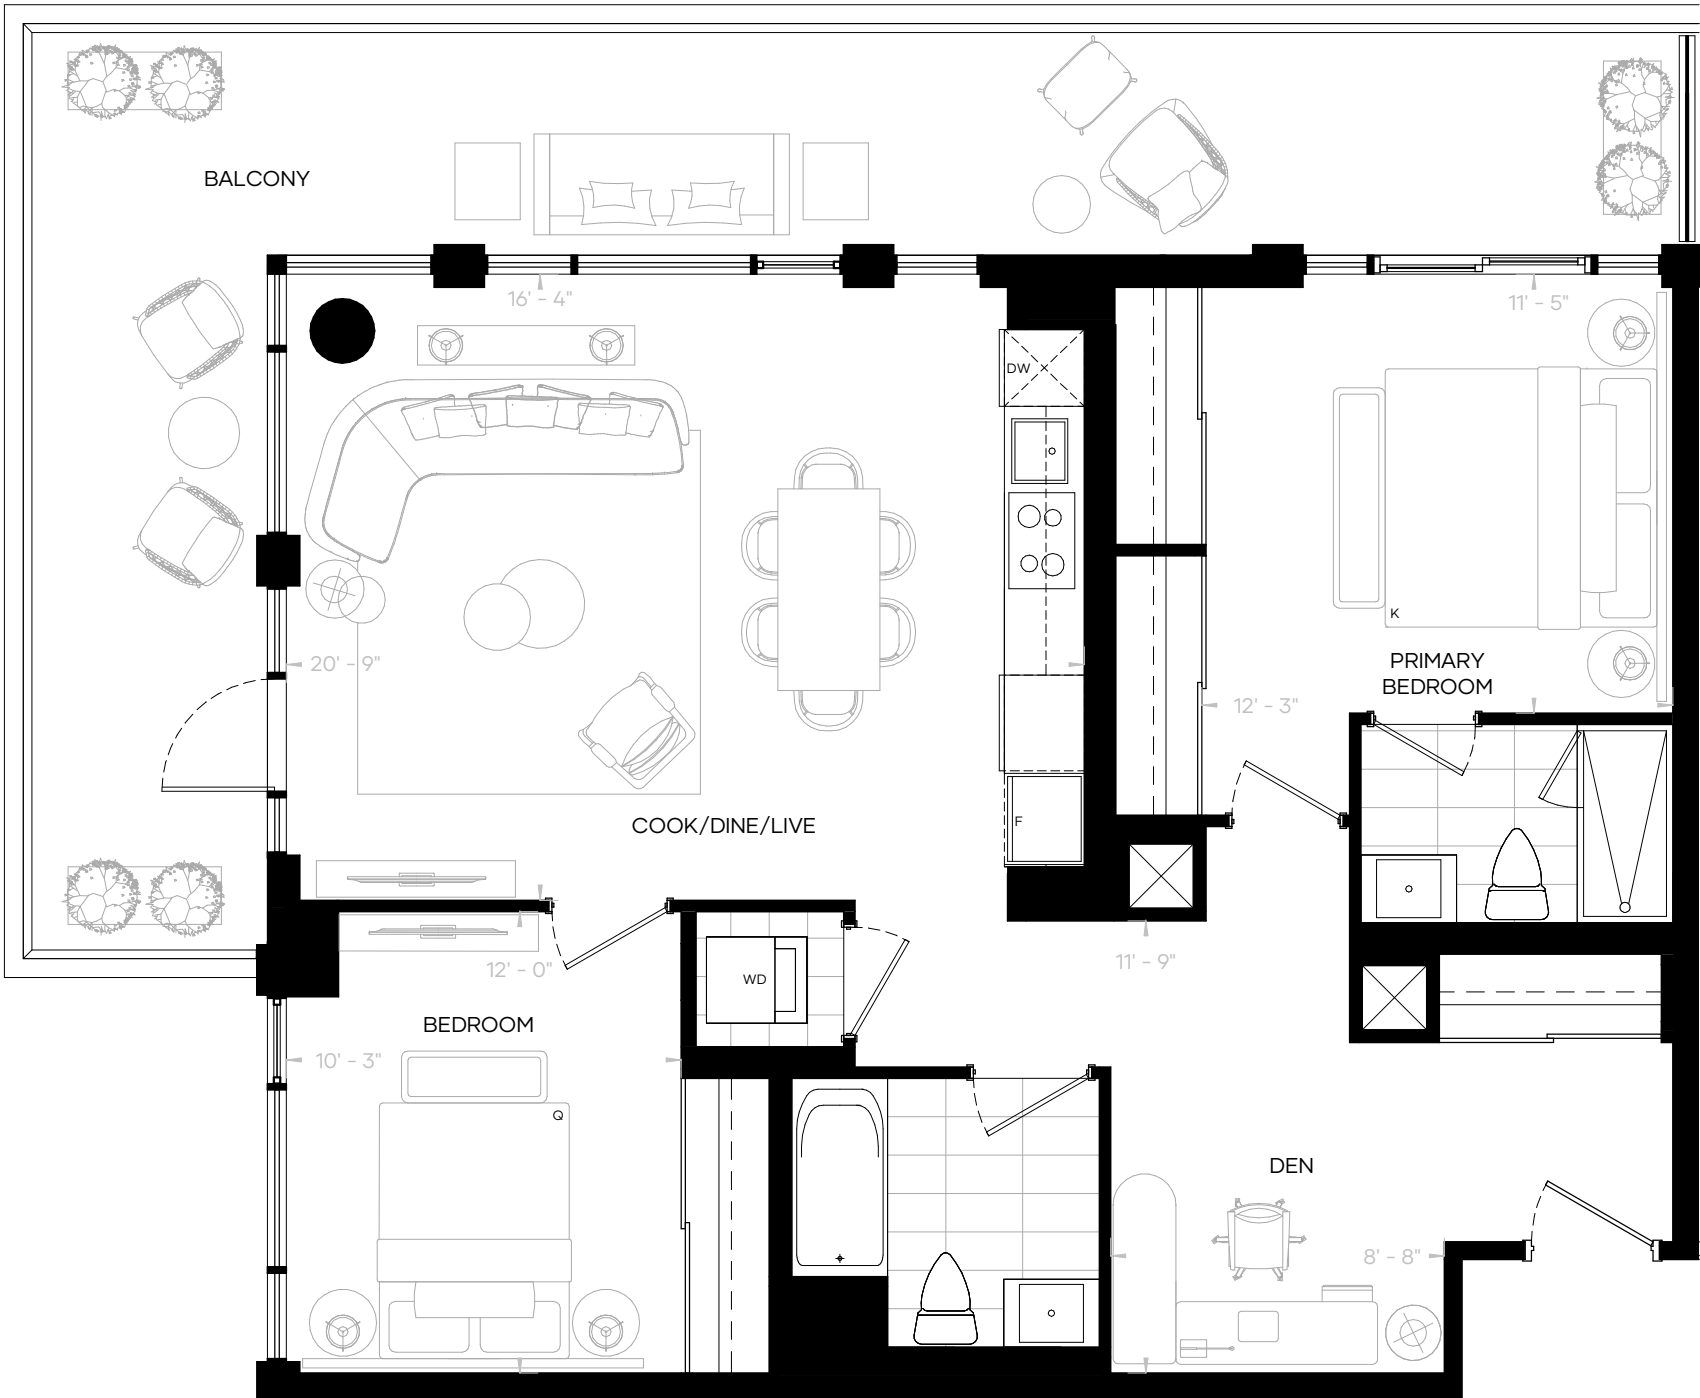 BALCONY
16' - 4"
11' - 5"
DW
K
20' - 9"
PRIMARY
BEDROOM
12' - 3"
COOK/DINE/LIVE
F
12' - 0"
11' - 9"
WD
BEDROOM
10' - 3"
Q
DEN
8' - 8"